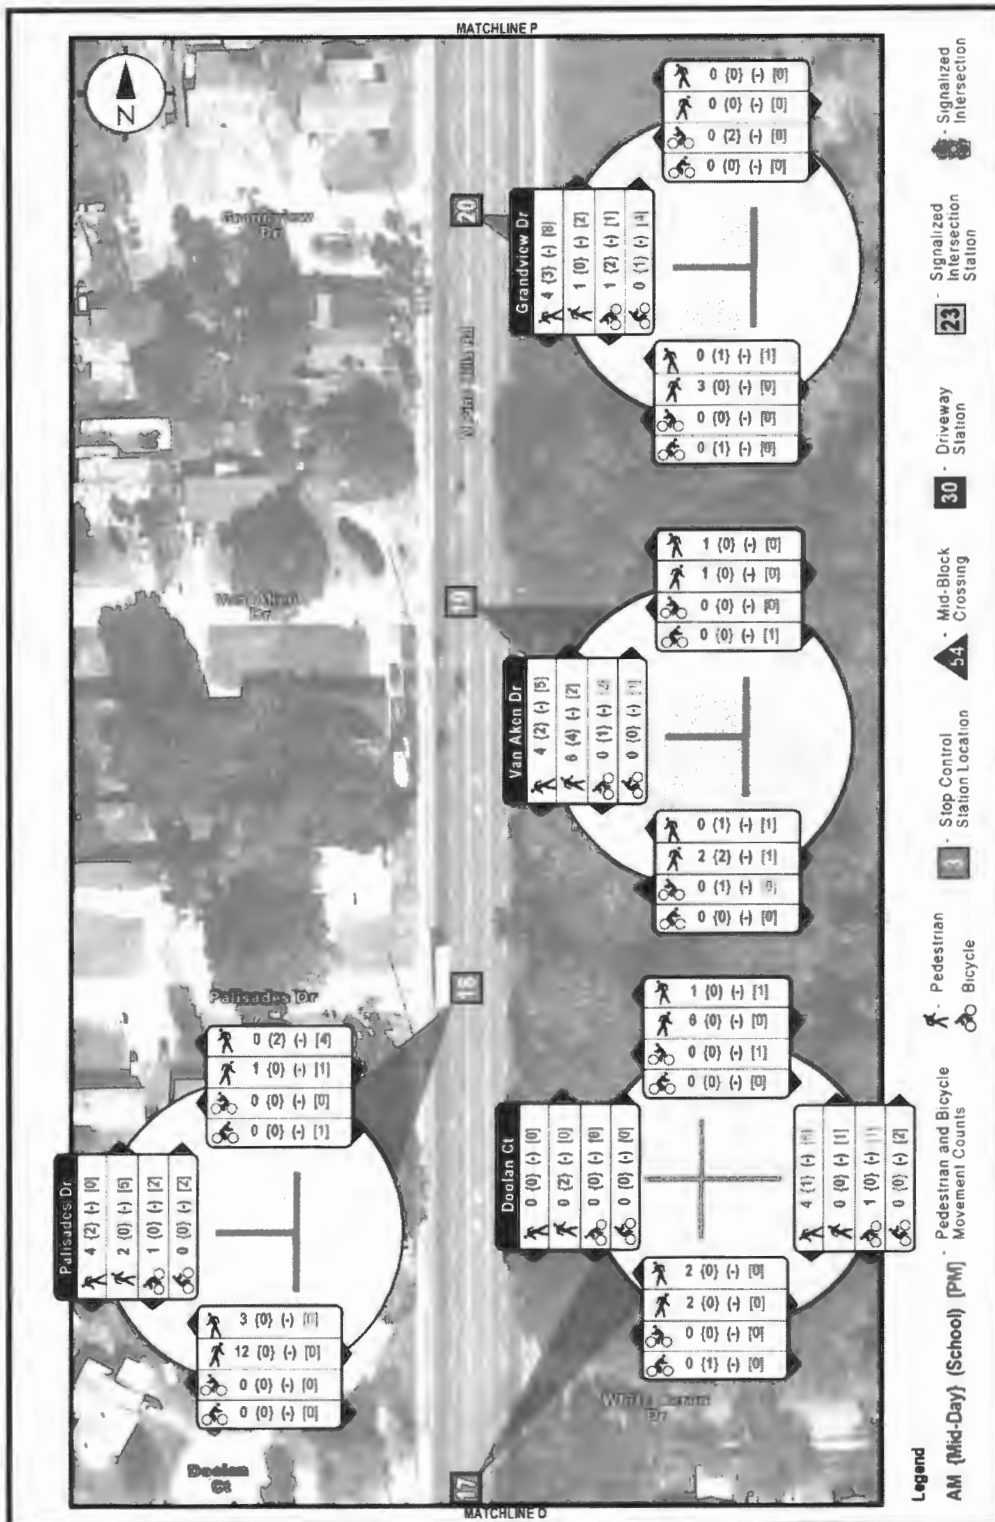 MATCHLINE P
N
Grandview
Dr
20
Grandview Dr
4 {3} (-) [8]
1 {0} (-) [2]
1 {2} (-) [1]
0 {1} (-) [4]
0 {0} (-) [0]
0 {0} (-) [0]
0 {2} (-) [0]
0 {0} (-) [0]
0 {1} (-) [1]
3 {0} (-) [0]
0 {0} (-) [0]
0 {1} (-) [0]
N Pine Hills Rd
Van Aken
Dr
19
Van Aken Dr
4 {2} (-) [5]
6 {4} (-) [2]
0 {1} (-)
0 {0} (-)
1 {0} (-) [0]
1 {0} (-) [0]
0 {0} (-) [0]
0 {0} (-) [1]
0 {1} (-) [1]
2 {2} (-) [1]
0 {1} (-)
0 {0} (-) [0]
Palisades Dr
18
Palisades Dr
4 {2} (-) [0]
2 {0} (-) [5]
1 {0} (-) [2]
0 {0} (-) [2]
0 {2} (-) [4]
1 {0} (-) [1]
0 {0} (-) [0]
0 {0} (-) [1]
3 {0} (-)
12 {0} (-) [0]
0 {0} (-) [0]
0 {0} (-) [0]
Doolan
Ct
17
Doolan Ct
0 {0} (-) [0]
0 {2} (-) [0]
0 {0} (-) [8]
0 {0} (-) [0]
1 {0} (-) [1]
6 {0} (-) [0]
0 {0} (-) [1]
0 {0} (-) [0]
2 {0} (-) [0]
2 {0} (-) [0]
0 {0} (-) [0]
0 {1} (-) [0]
4 {1} (-)
0 {0} (-) [1]
1 {0} (-)
0 {0} (-) [2]
Dr
MATCHLINE O
Legend
AM {Mid-Day} (School) [PM] - Pedestrian and Bicycle
Movement Counts
- Pedestrian
- Bicycle
3 - Stop Control
Station Location
54 - Mid-Block
Crossing
30 - Driveway
Station
23 - Signalized
Intersection
Station
- Signalized
Intersection